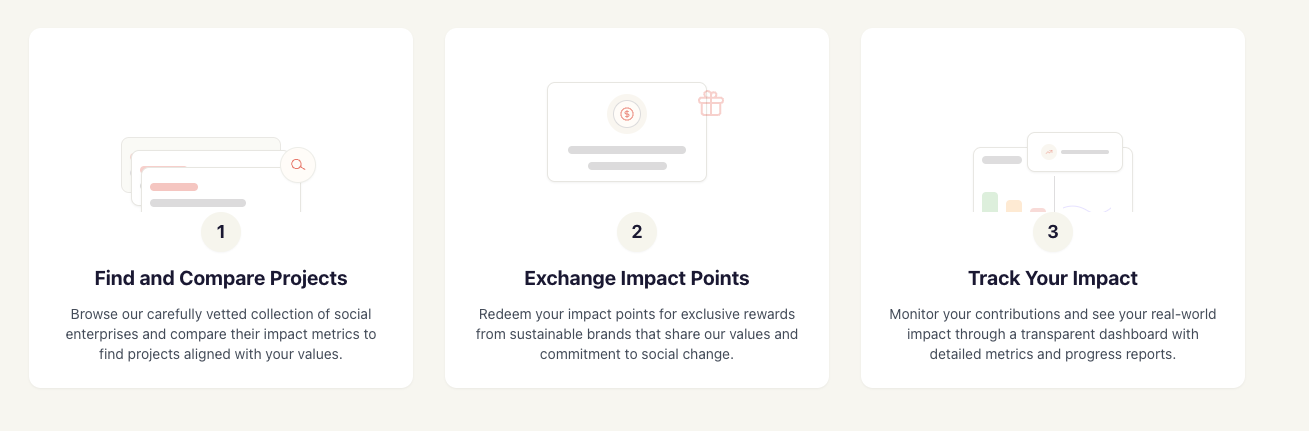 1
Find and Compare Projects
Browse our carefully vetted collection of social
enterprises and compare their impact metrics to
find projects aligned with your values.
$
2
Exchange Impact Points
Redeem your impact points for exclusive rewards
from sustainable brands that share our values and
commitment to social change.
3
Track Your Impact
Monitor your contributions and see your real-world
impact through a transparent dashboard with
detailed metrics and progress reports.